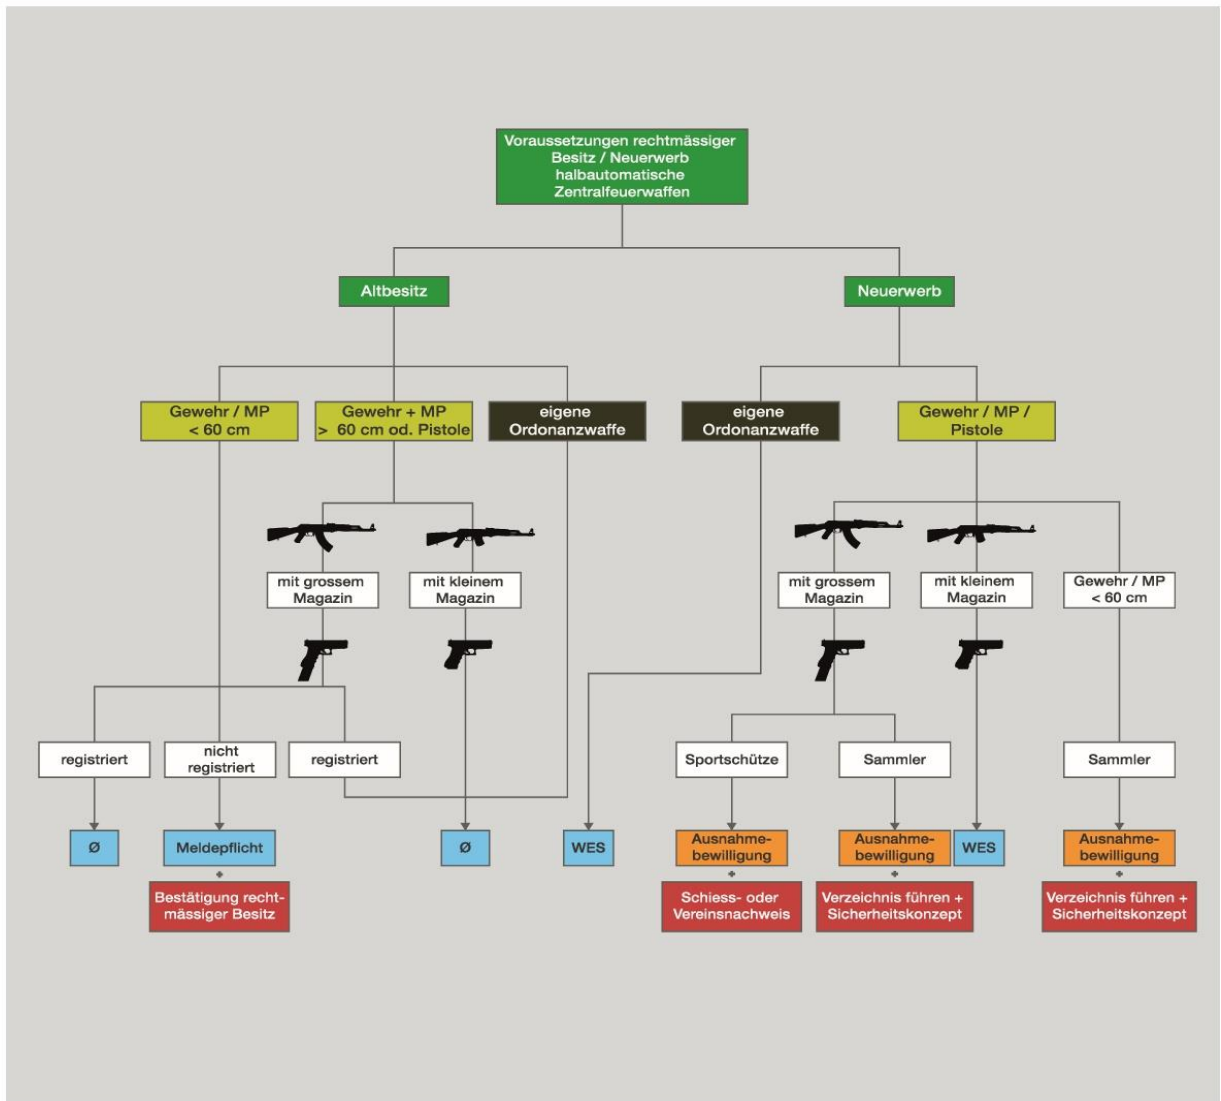 Voraussetzungen rechtmässiger
Besitz / Neuerwerb
halbautomatische
Zentralfeuerwaffen
Altbesitz
Neuerwerb
Gewehr / MP
< 60 cm
Gewehr + MP
> 60 cm od. Pistole
eigene
Ordonanzwaffe
eigene
Ordonanzwaffe
Gewehr / MP /
Pistole
mit grossem
Magazin
mit kleinem
Magazin
mit grossem
Magazin
mit kleinem
Magazin
Gewehr / MP
< 60 cm
registriert
nicht
registriert
registriert
Sportschütze
Sammler
Sammler
Ø
Meldepflicht
Ø
WES
Ausnahme-
bewilligung
Ausnahme-
bewilligung
WES
Ausnahme-
bewilligung
+
+
+
+
Bestätigung recht-
mässiger Besitz
Schiess- oder
Vereinsnachweis
Verzeichnis führen +
Sicherheitskonzept
Verzeichnis führen +
Sicherheitskonzept